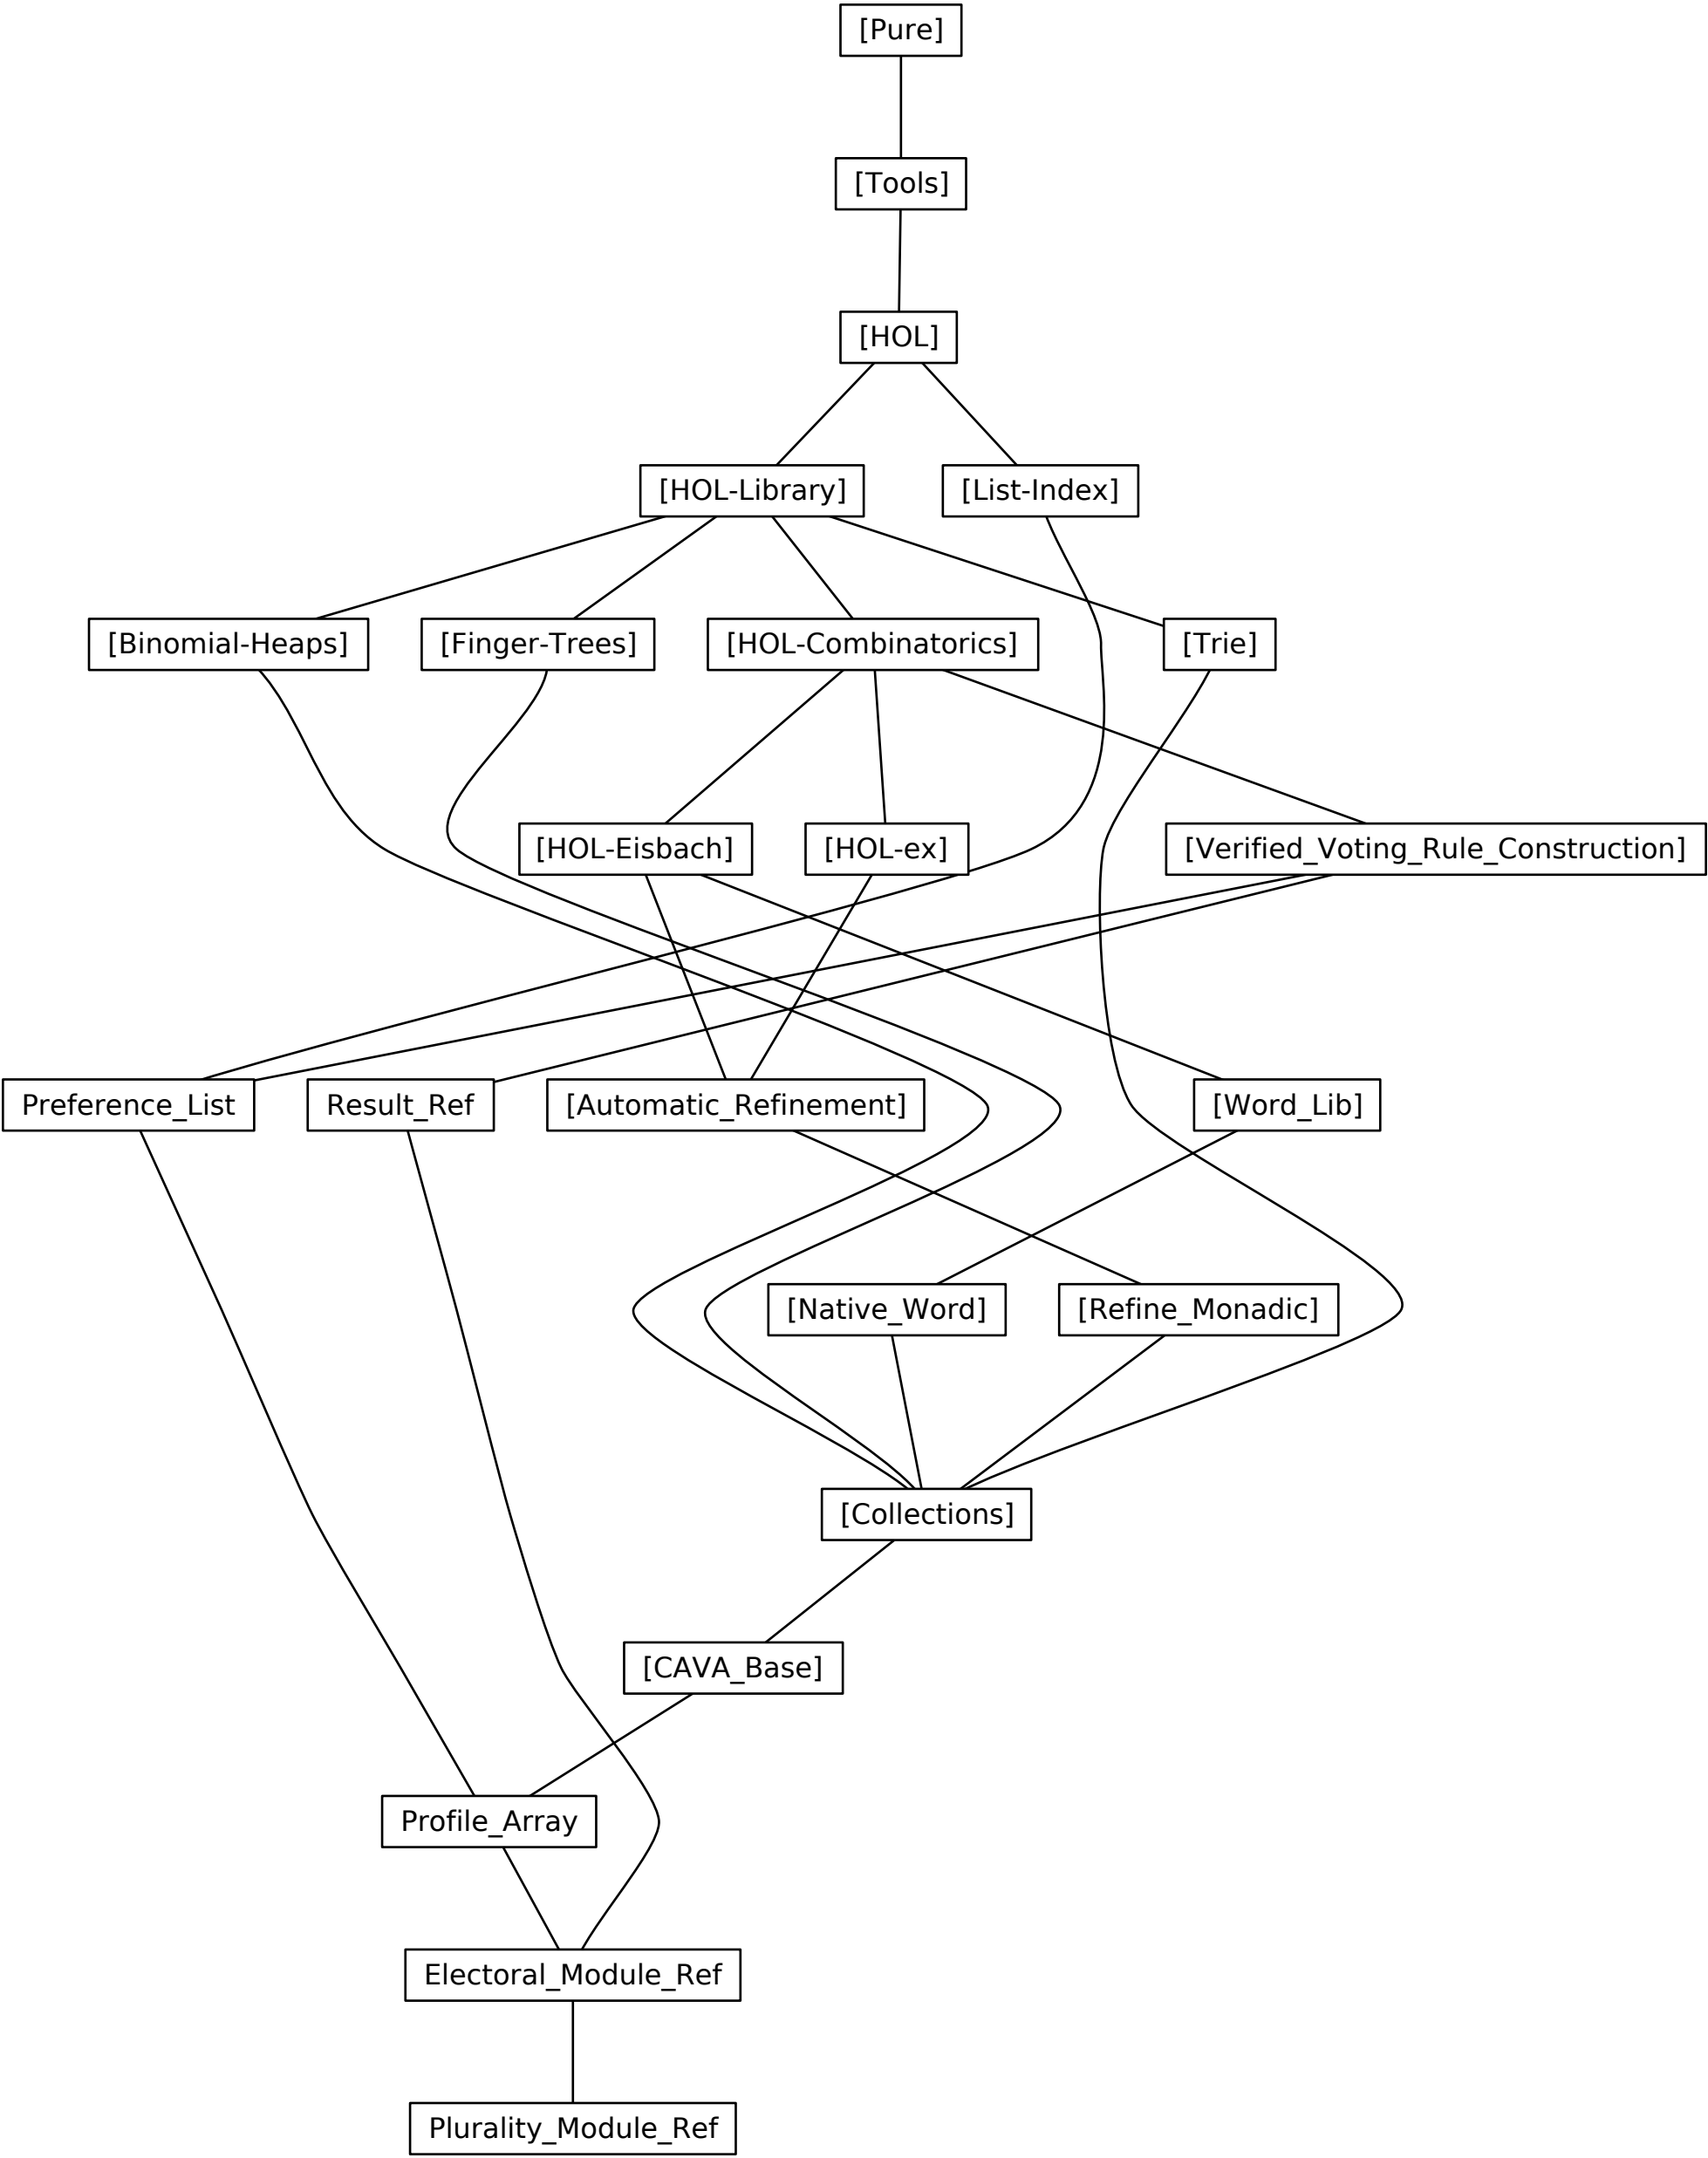 [Pure]
[Tools]
[HOL]
[HOL-Library]
[List-Index]
[Binomial-Heaps]
[Finger-Trees]
[HOL-Combinatorics]
[Trie]
[HOL-Eisbach]
[HOL-ex]
[Verified_Voting_Rule_Construction]
Preference_List
Result_Ref
[Automatic_Refinement]
[Word_Lib]
[Native_Word]
[Refine_Monadic]
[Collections]
[CAVA_Base]
Profile_Array
Electoral_Module_Ref
Plurality_Module_Ref